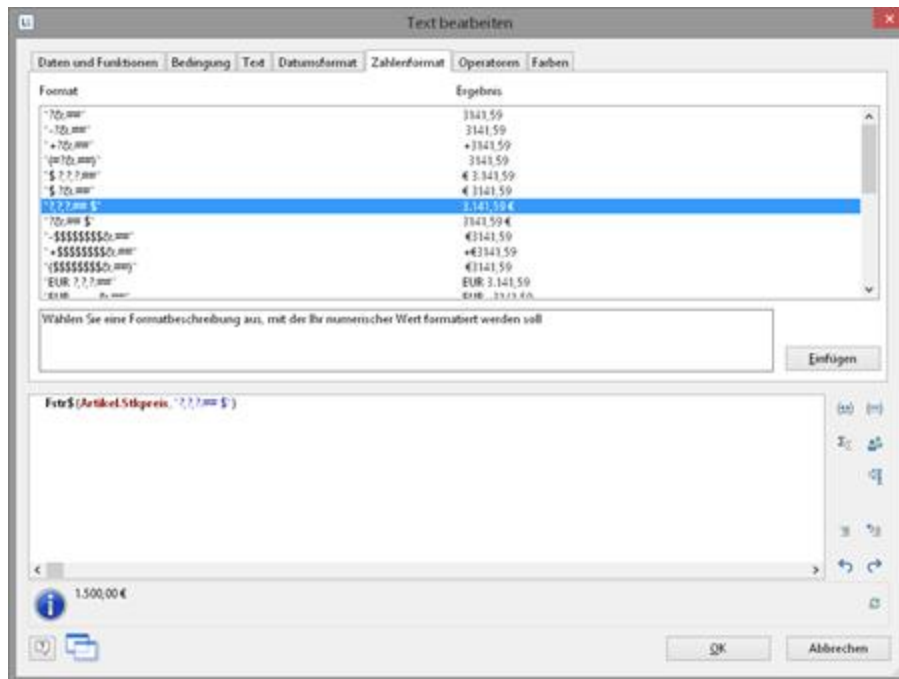 Text bearbeiten
Daten und Funktionen Bedingung Text Datumsformat Zahlenformat Operatoren Farben
Format Ergebnis
"?&.##" 3141,59
"-?&.##" 3141,59
"+?&.##" +3141,59
"(=?&.##)" 3141,59
"$ ?,?,?.##" € 3.141,59
"$ ?&.##" € 3141,59
"?,?,?.## $" 3.141,59 €
"?&.## $" 3141,59 €
"-$$$$$$$$&.##" €3141,59
"+$$$$$$$$&.##" +€3141,59
"($$$$$$$$&.##)" €3141,59
"EUR ?,?,?.##" EUR 3.141,59
Wählen Sie eine Formatbeschreibung aus, mit der Ihr numerischer Wert formatiert werden soll
Einfügen
Fstr$(Artikel.Stkpreis,"?,?,?.## $")
1.500,00 €
OK Abbrechen